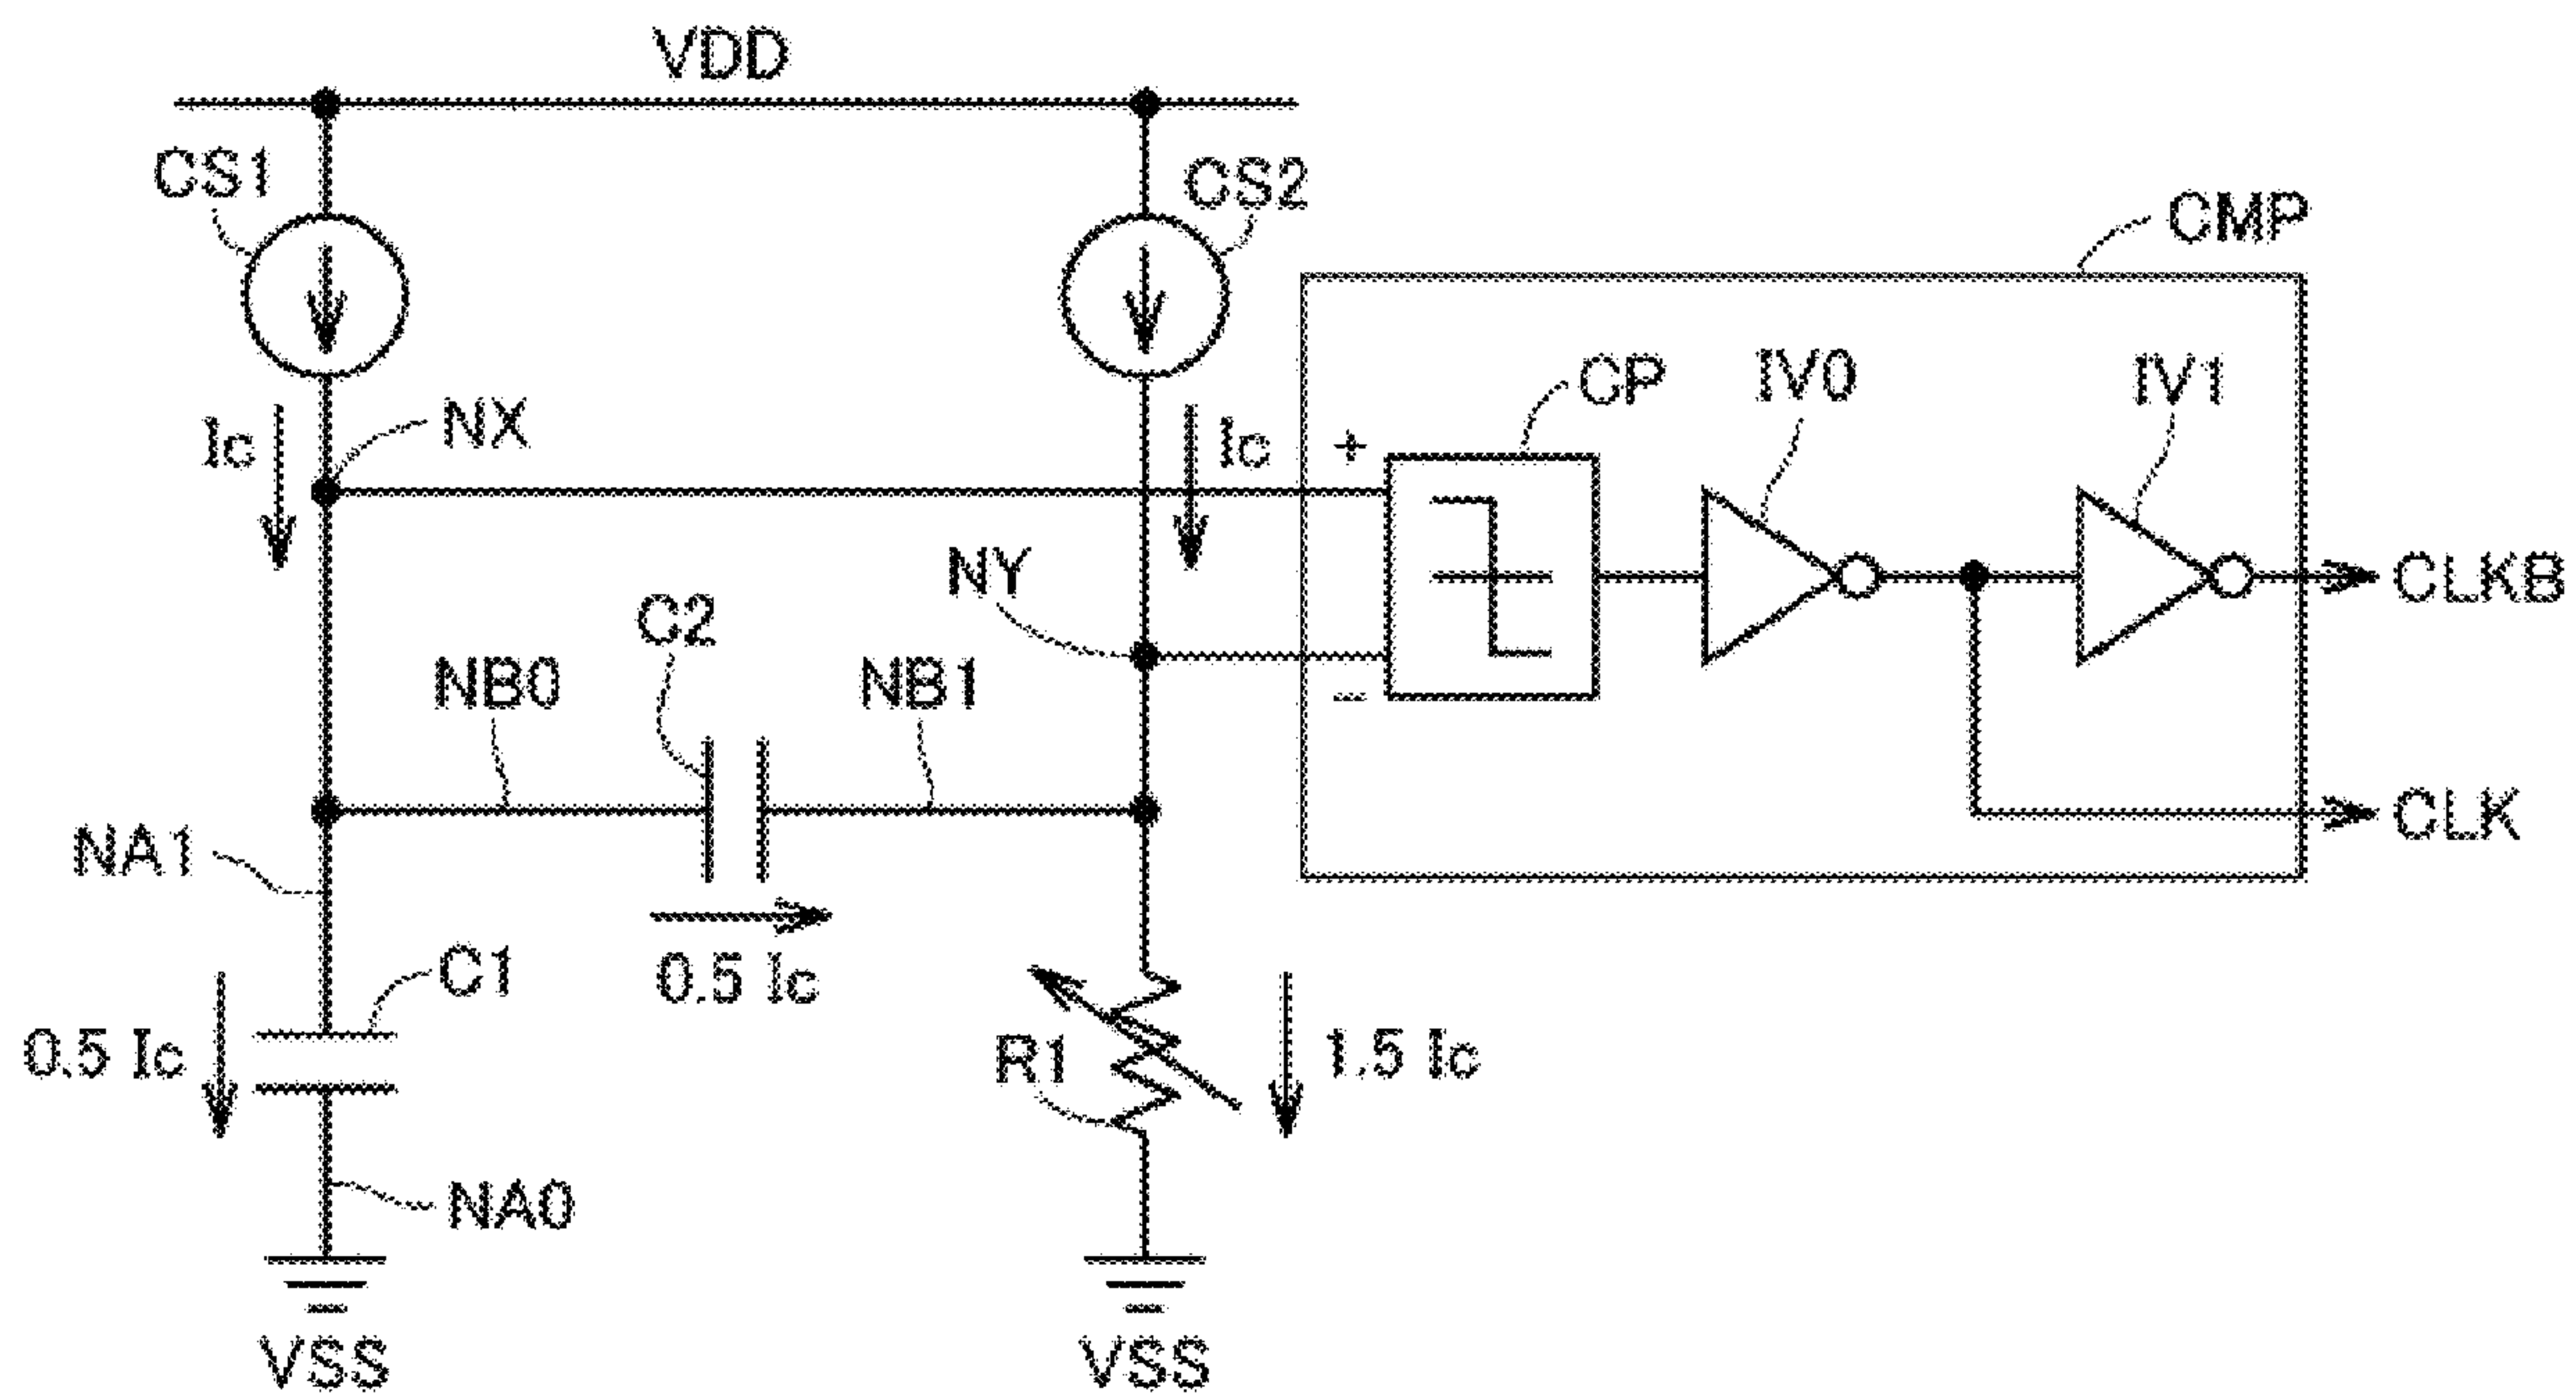 VDD
CS1
CS2
CMP
CP
IV0
IV1
Ic
NX
Ic
+
NY
CLKB
C2
NB0
NB1
−
CLK
NA1
C1
0.5 Ic
0.5 Ic
R1
1.5 Ic
NA0
VSS
VSS